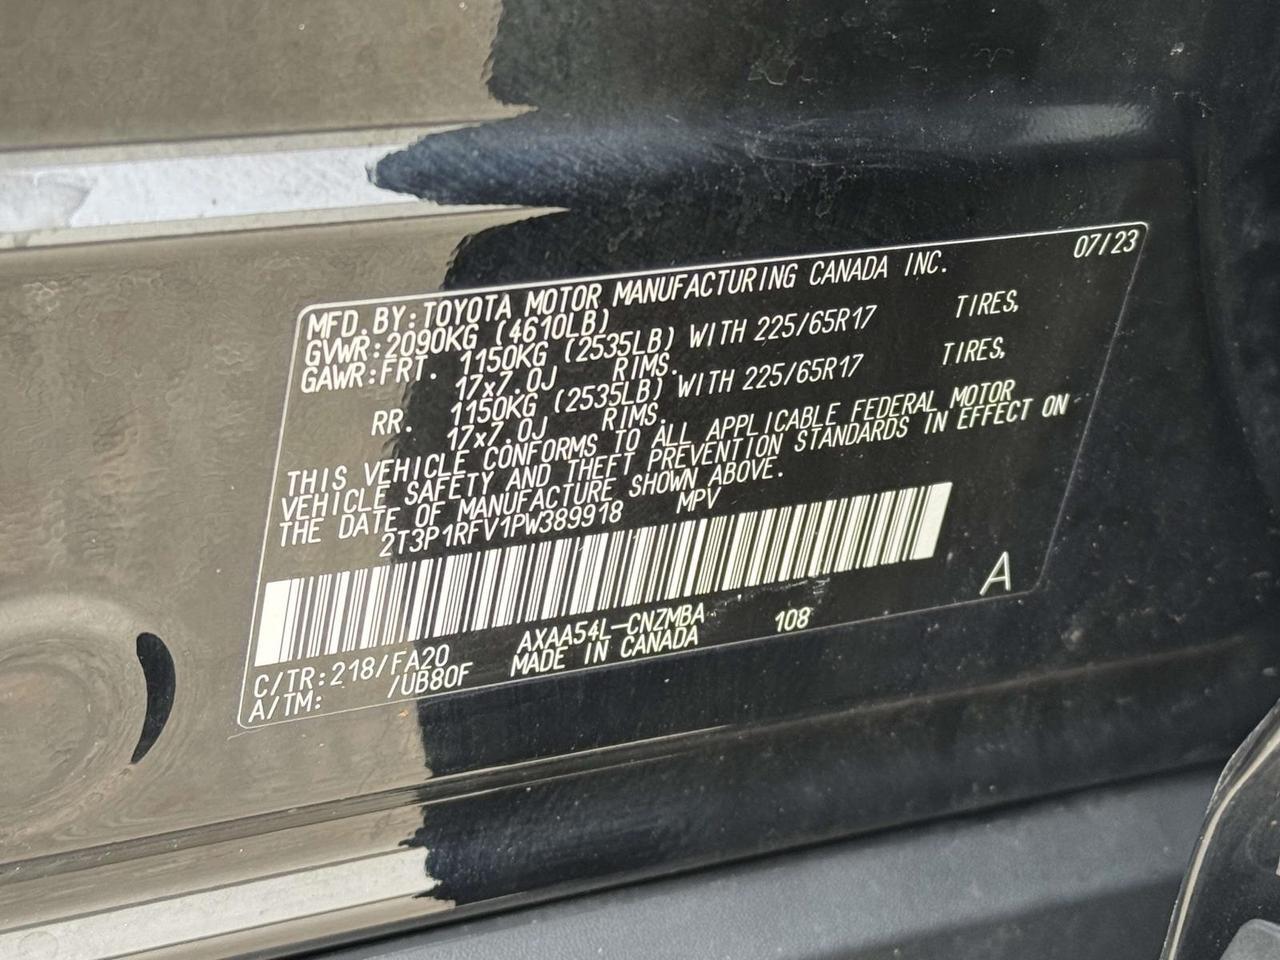 07/23
MFD. BY: TOYOTA MOTOR MANUFACTURING CANADA INC.
GVWR: 2090KG (4610LB)
GAWR: FRT. 1150KG (2535LB) WITH 225/65R17 TIRES,
17x7.0J RIMS.
RR. 1150KG (2535LB) WITH 225/65R17 TIRES,
17x7.0J RIMS.
THIS VEHICLE CONFORMS TO ALL APPLICABLE FEDERAL MOTOR
VEHICLE SAFETY AND THEFT PREVENTION STANDARDS IN EFFECT ON
THE DATE OF MANUFACTURE SHOWN ABOVE.
2T3P1RFV1PW389918 MPV
C/TR: 218/FA20 AXAA54L-CNZMBA 108 A
A/TM: /UB80F MADE IN CANADA